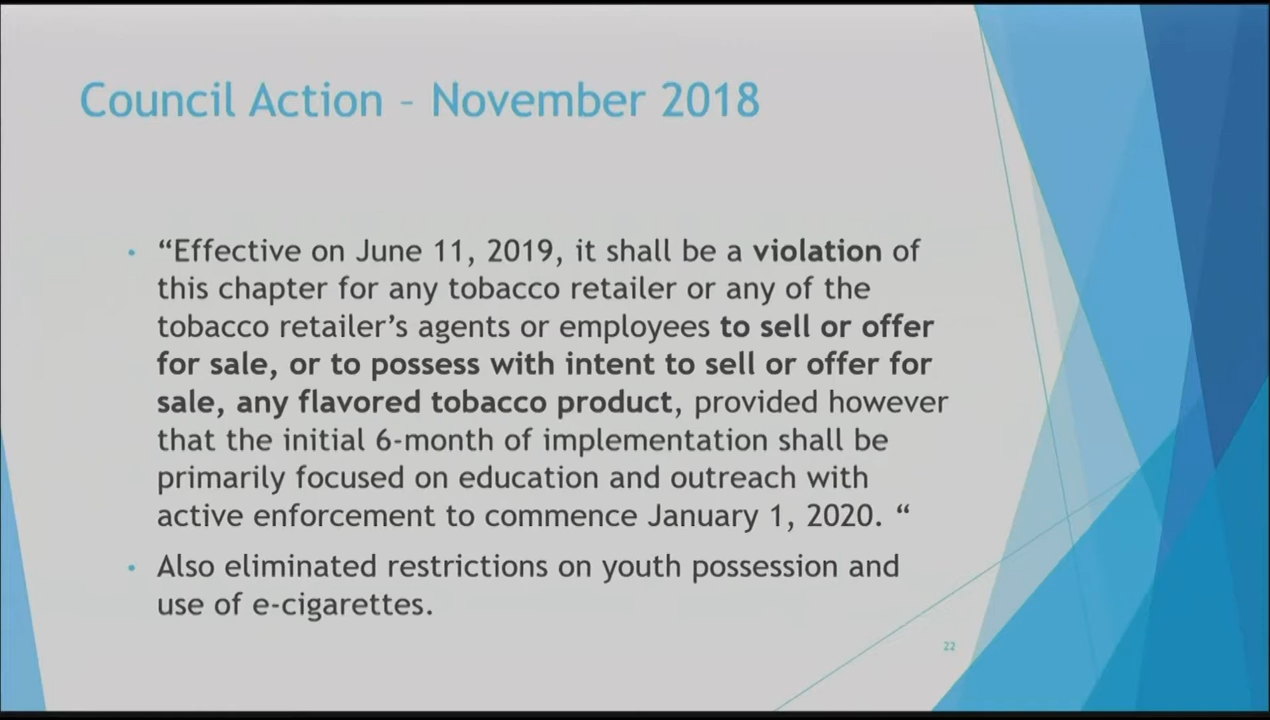 Council Action – November 2018
• “Effective on June 11, 2019, it shall be a violation of
this chapter for any tobacco retailer or any of the
tobacco retailer’s agents or employees to sell or offer
for sale, or to possess with intent to sell or offer for
sale, any flavored tobacco product, provided however
that the initial 6-month of implementation shall be
primarily focused on education and outreach with
active enforcement to commence January 1, 2020. “
• Also eliminated restrictions on youth possession and
use of e-cigarettes.
22